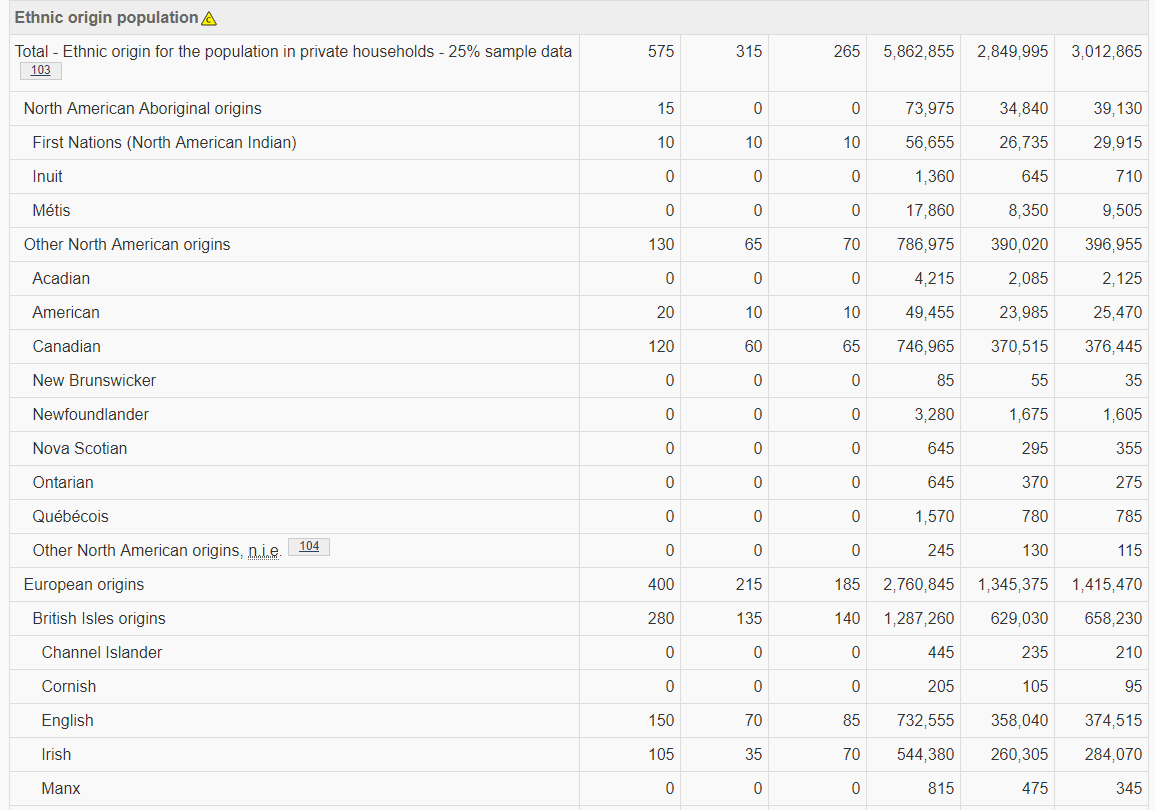 Ethnic origin population
Total - Ethnic origin for the population in private households - 25% sample data 575 315 265 5,862,855 2,849,995 3,012,865
103
North American Aboriginal origins 15 0 0 73,975 34,840 39,130
First Nations (North American Indian) 10 10 10 56,655 26,735 29,915
Inuit 0 0 0 1,360 645 710
Métis 0 0 0 17,860 8,350 9,505
Other North American origins 130 65 70 786,975 390,020 396,955
Acadian 0 0 0 4,215 2,085 2,125
American 20 10 10 49,455 23,985 25,470
Canadian 120 60 65 746,965 370,515 376,445
New Brunswicker 0 0 0 85 55 35
Newfoundlander 0 0 0 3,280 1,675 1,605
Nova Scotian 0 0 0 645 295 355
Ontarian 0 0 0 645 370 275
Québécois 0 0 0 1,570 780 785
Other North American origins, n.i.e. 104 0 0 0 245 130 115
European origins 400 215 185 2,760,845 1,345,375 1,415,470
British Isles origins 280 135 140 1,287,260 629,030 658,230
Channel Islander 0 0 0 445 235 210
Cornish 0 0 0 205 105 95
English 150 70 85 732,555 358,040 374,515
Irish 105 35 70 544,380 260,305 284,070
Manx 0 0 0 815 475 345